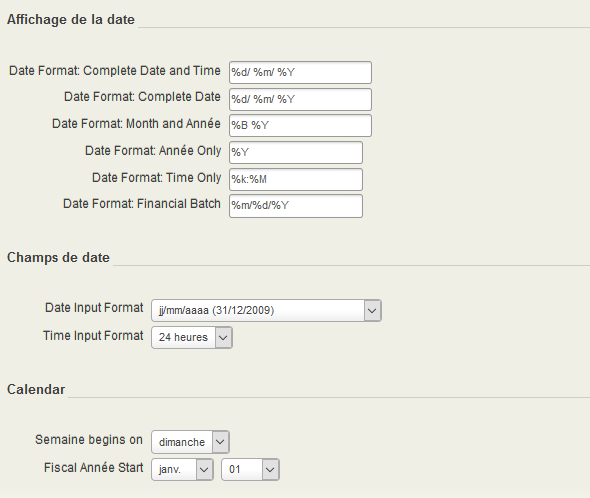 Affichage de la date
Date Format: Complete Date and Time %d/ %m/ %Y
Date Format: Complete Date %d/ %m/ %Y
Date Format: Month and Année %B %Y
Date Format: Année Only %Y
Date Format: Time Only %k:%M
Date Format: Financial Batch %m/%d/%Y
Champs de date
Date Input Format jj/mm/aaaa (31/12/2009)
Time Input Format 24 heures
Calendar
Semaine begins on dimanche
Fiscal Année Start janv. 01